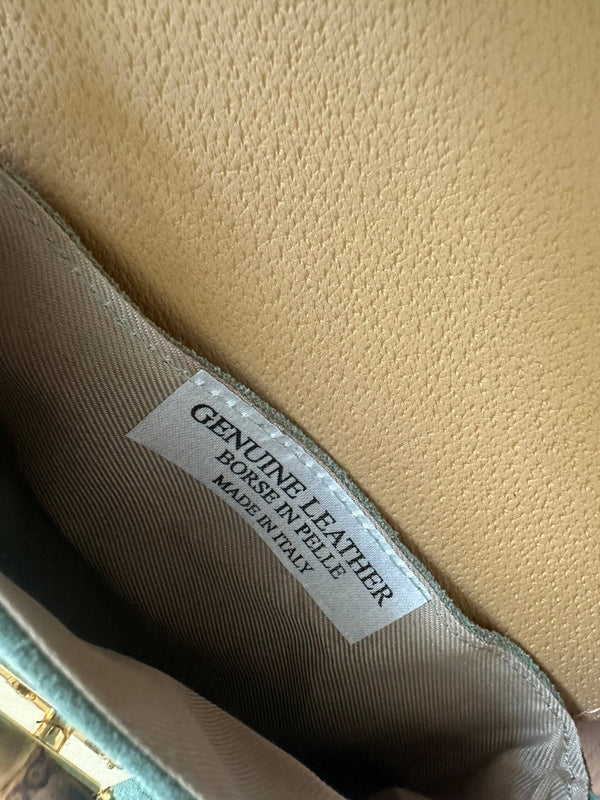 GENUINE LEATHER
BORSE IN PELLE
MADE IN ITALY